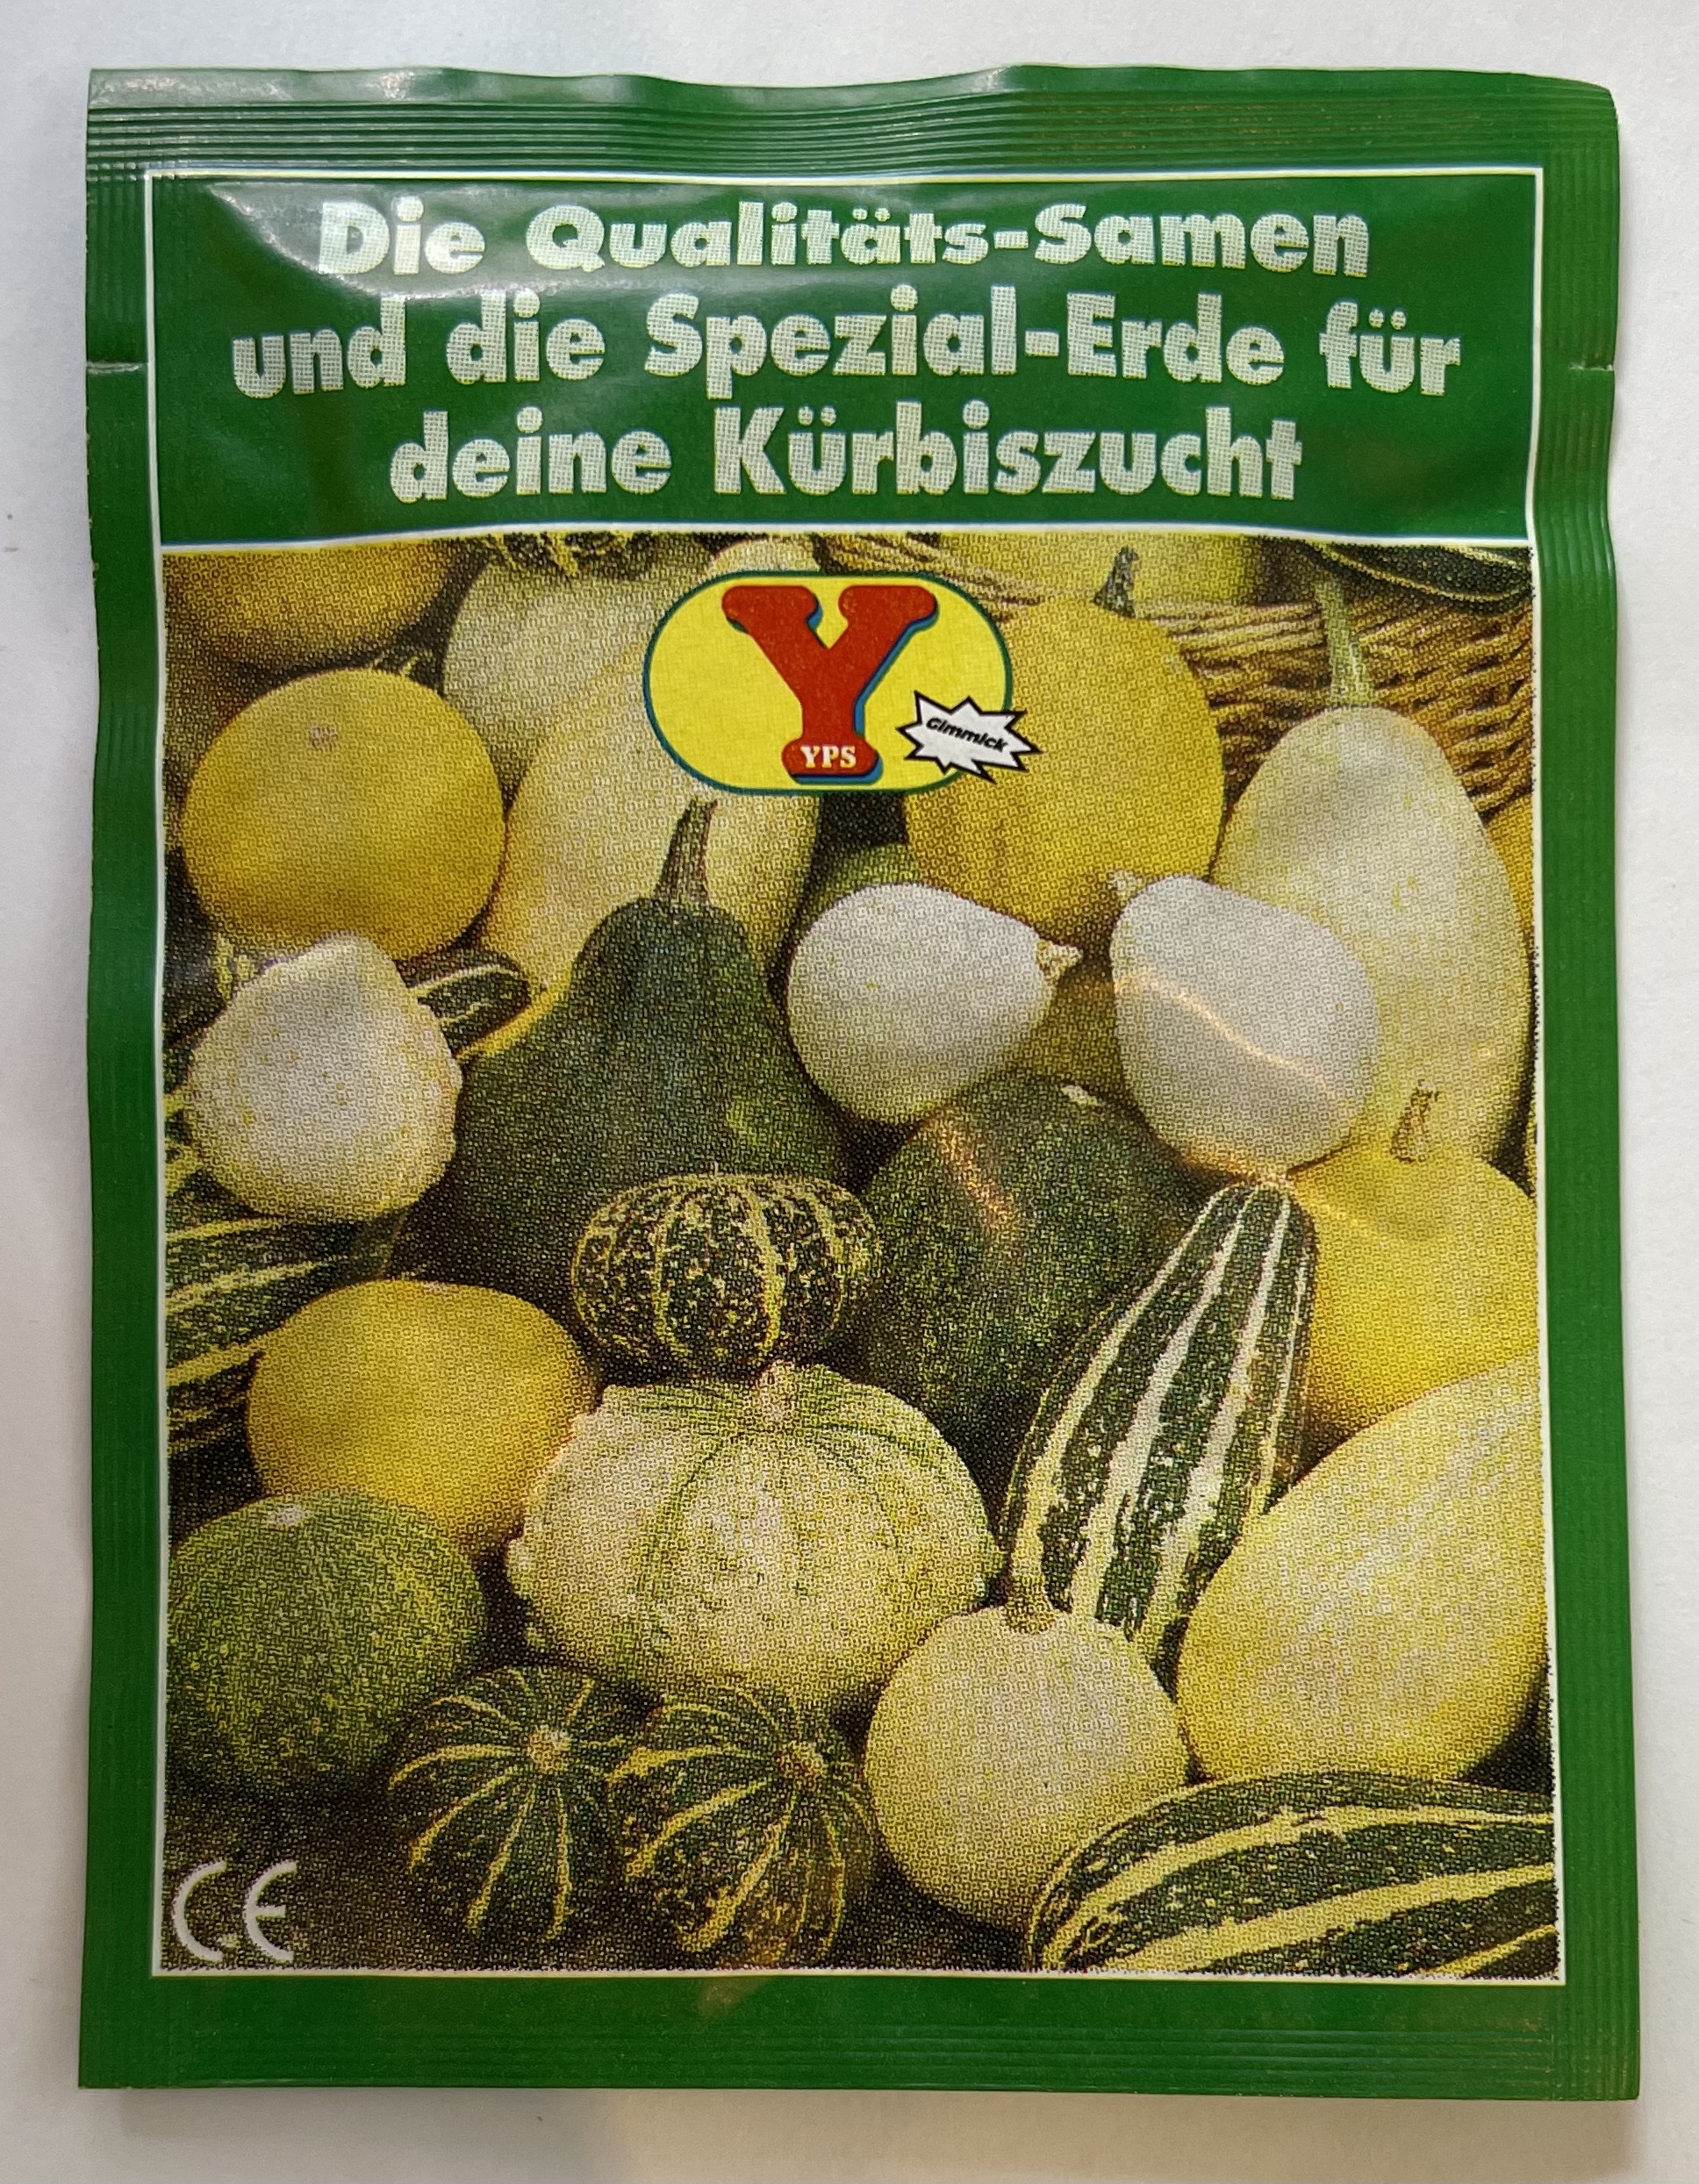 Die Qualitäts-Samen
und die Spezial-Erde für
deine Kürbiszucht
Y
YPS
Gimmick
CE